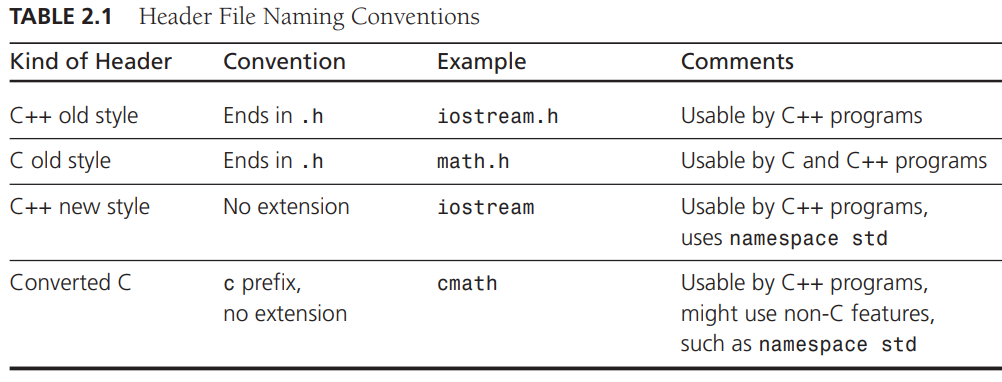 TABLE 2.1 Header File Naming Conventions
Kind of Header Convention Example Comments
C++ old style Ends in .h iostream.h Usable by C++ programs
C old style Ends in .h math.h Usable by C and C++ programs
C++ new style No extension iostream Usable by C++ programs,
uses namespace std
Converted C c prefix, cmath Usable by C++ programs,
no extension might use non-C features,
such as namespace std